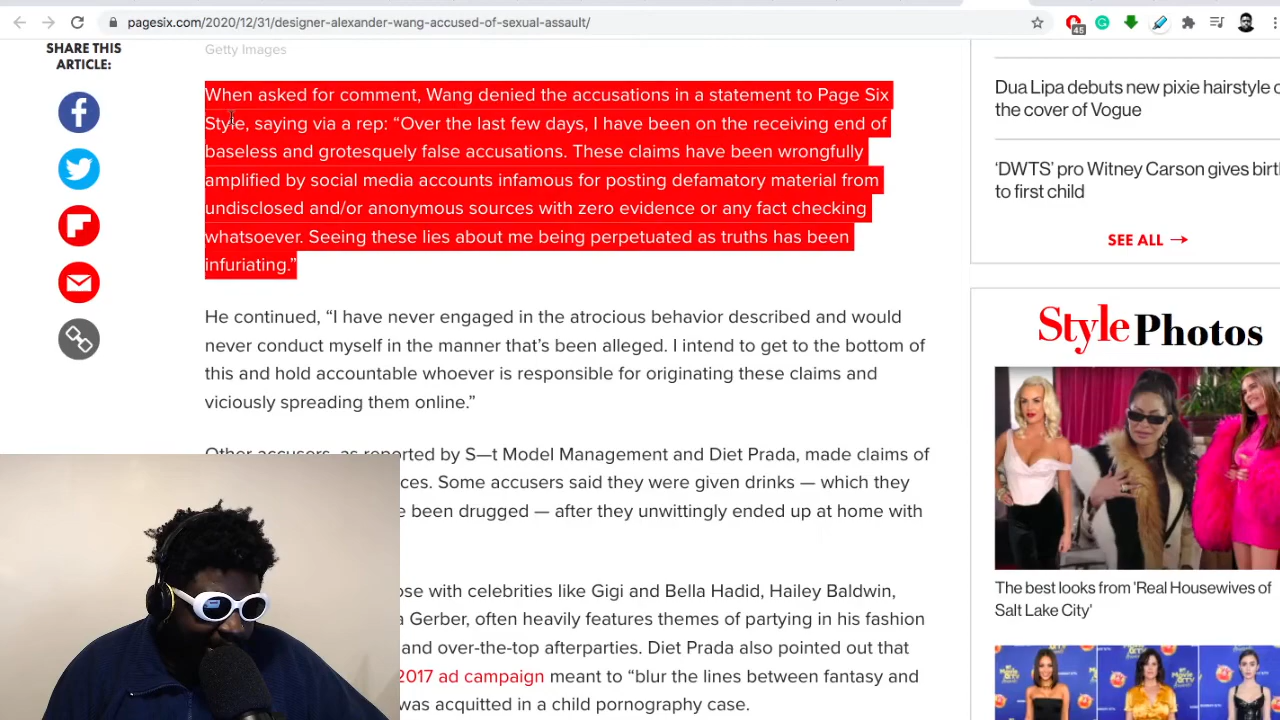 pagesix.com/2020/12/31/designer-alexander-wang-accused-of-sexual-assault/
45
SHARE THIS
ARTICLE:
Getty Images
When asked for comment, Wang denied the accusations in a statement to Page Six
Style, saying via a rep: “Over the last few days, I have been on the receiving end of
baseless and grotesquely false accusations. These claims have been wrongfully
amplified by social media accounts infamous for posting defamatory material from
undisclosed and/or anonymous sources with zero evidence or any fact checking
whatsoever. Seeing these lies about me being perpetuated as truths has been
infuriating.”
He continued, “I have never engaged in the atrocious behavior described and would
never conduct myself in the manner that’s been alleged. I intend to get to the bottom of
this and hold accountable whoever is responsible for originating these claims and
viciously spreading them online.”
Other accusers, as reported by S—t Model Management and Diet Prada, made claims of
ces. Some accusers said they were given drinks — which they
e been drugged — after they unwittingly ended up at home with
ose with celebrities like Gigi and Bella Hadid, Hailey Baldwin,
a Gerber, often heavily features themes of partying in his fashion
and over-the-top afterparties. Diet Prada also pointed out that
2017 ad campaign meant to “blur the lines between fantasy and
was acquitted in a child pornography case.
Dua Lipa debuts new pixie hairstyle o
the cover of Vogue
‘DWTS’ pro Witney Carson gives birt
to first child
SEE ALL
Style Photos
The best looks from 'Real Housewives of
Salt Lake City'